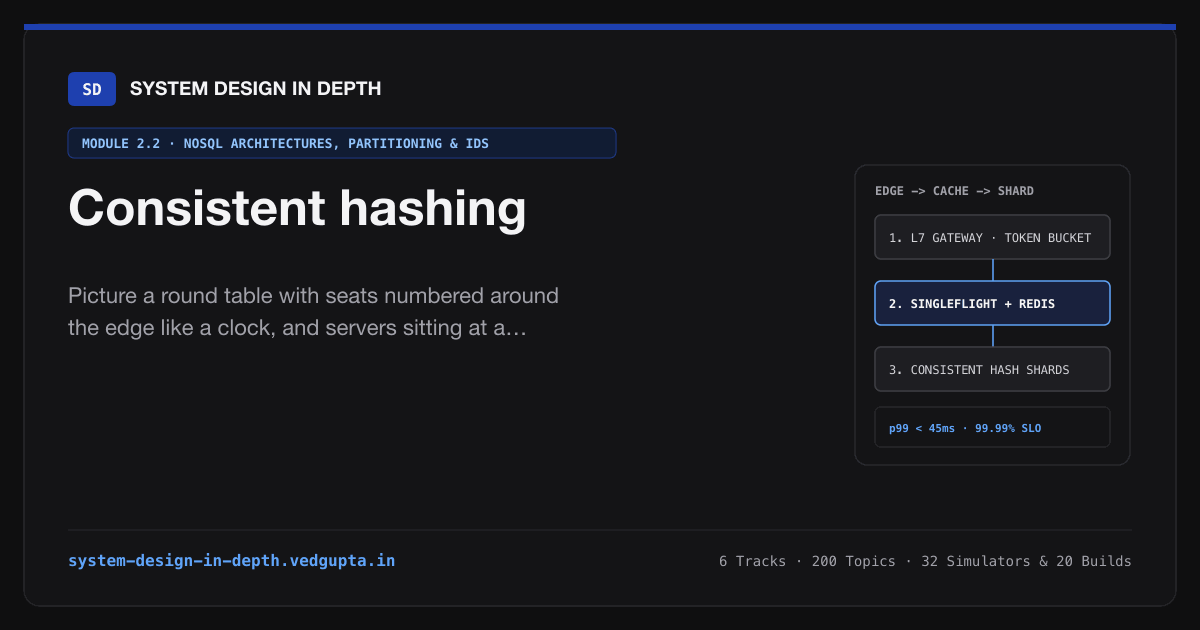 SD SYSTEM DESIGN IN DEPTH
MODULE 2.2 · NOSQL ARCHITECTURES, PARTITIONING & IDS
Consistent hashing
Picture a round table with seats numbered around
the edge like a clock, and servers sitting at a…
EDGE —> CACHE —> SHARD
1. L7 GATEWAY · TOKEN BUCKET
2. SINGLEFLIGHT + REDIS
3. CONSISTENT HASH SHARDS
p99 < 45ms · 99.99% SLO
system-design-in-depth.vedgupta.in
6 Tracks · 200 Topics · 32 Simulators & 20 Builds